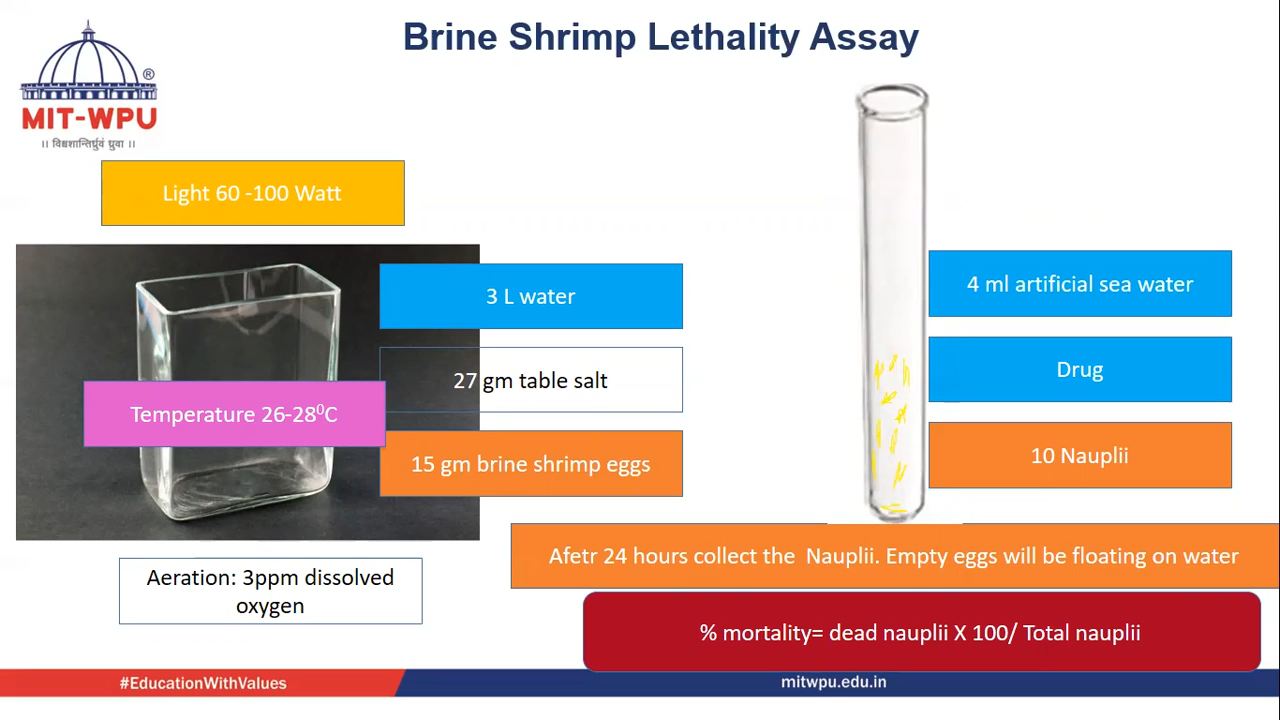 Brine Shrimp Lethality Assay
®
MIT-WPU
।। विश्वशान्तिर्ध्रुवं ध्रुवा ।।
Light 60 -100 Watt
3 L water
27 gm table salt
Temperature 26-28⁰C
15 gm brine shrimp eggs
Aeration: 3ppm dissolved
oxygen
4 ml artificial sea water
Drug
10 Nauplii
Afetr 24 hours collect the Nauplii. Empty eggs will be floating on water
% mortality= dead nauplii X 100/ Total nauplii
#EducationWithValues
mitwpu.edu.in